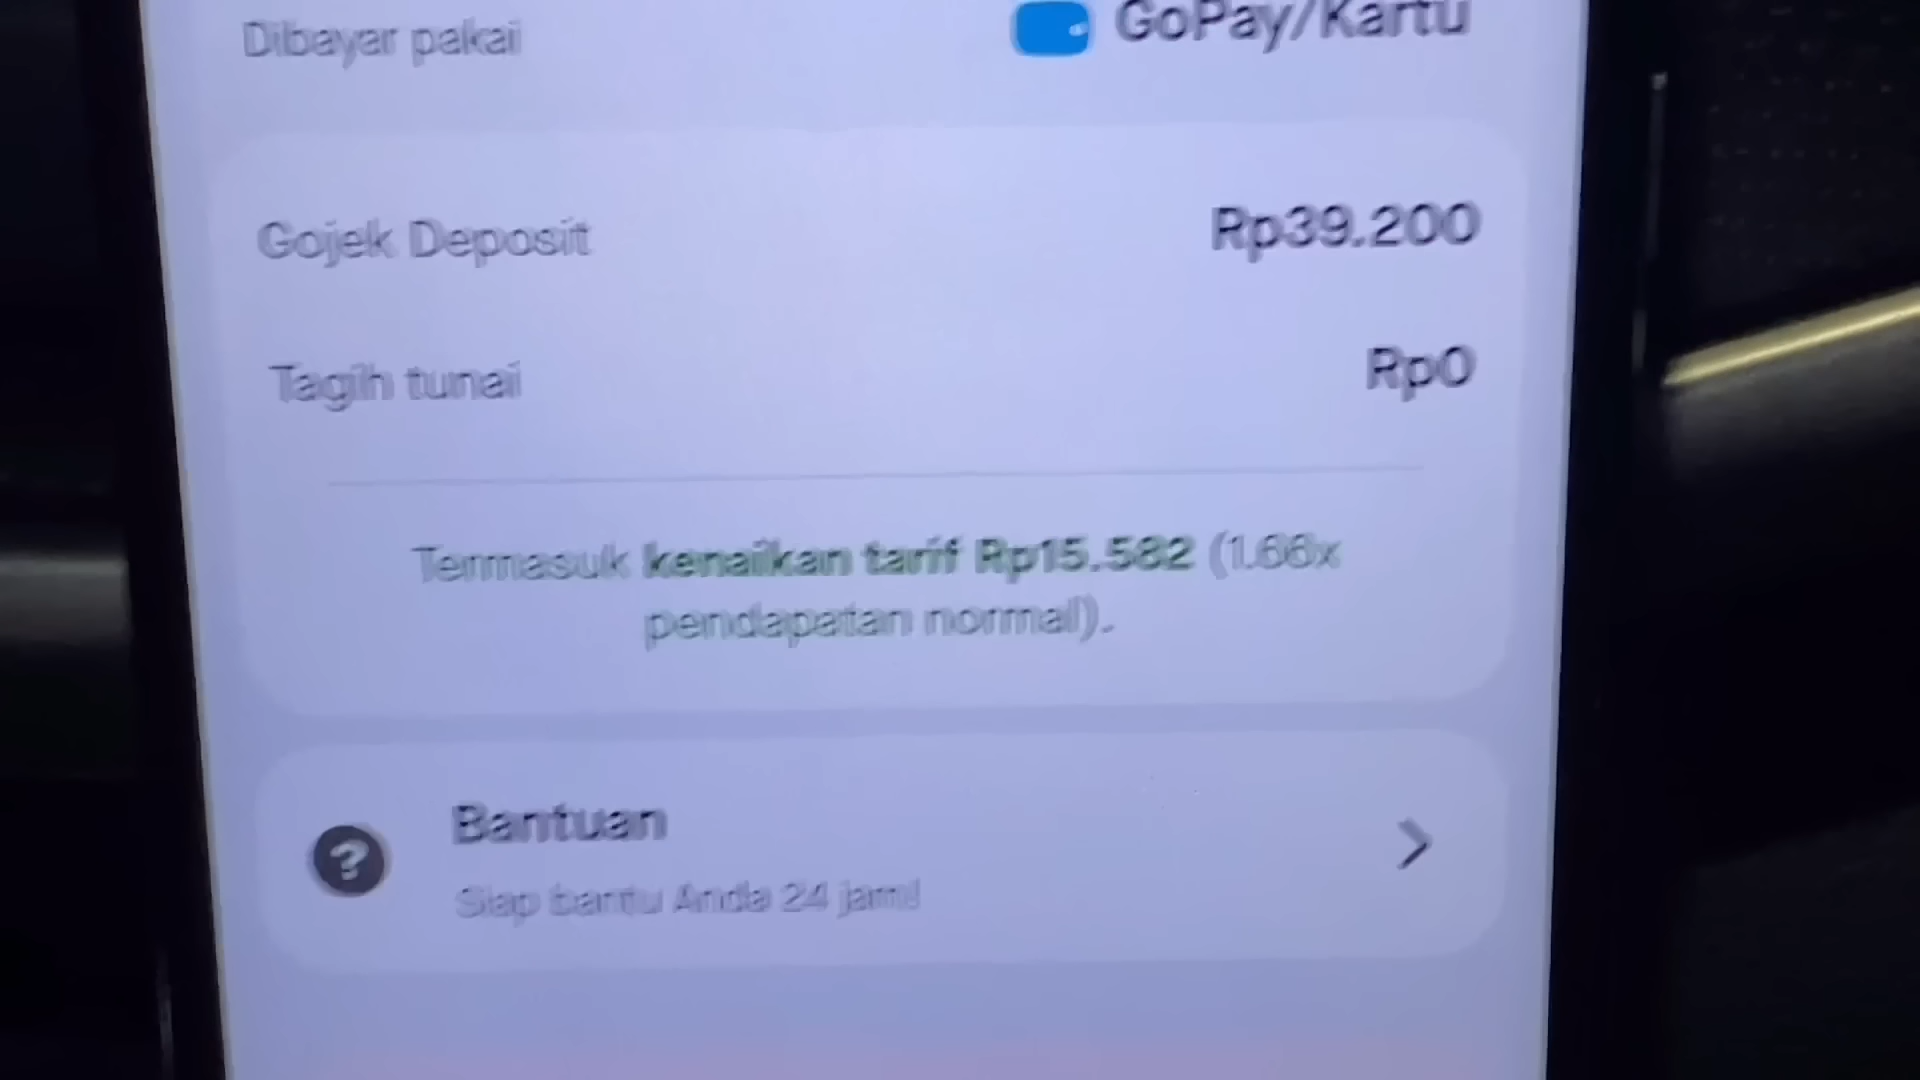 Dibayar pakai GoPay/Kartu
Gojek Deposit Rp39.200
Tagih tunai Rp0
Termasuk kenaikan tarif Rp15.582 (1.66x
pendapatan normal).
Bantuan
Siap bantu Anda 24 jam!